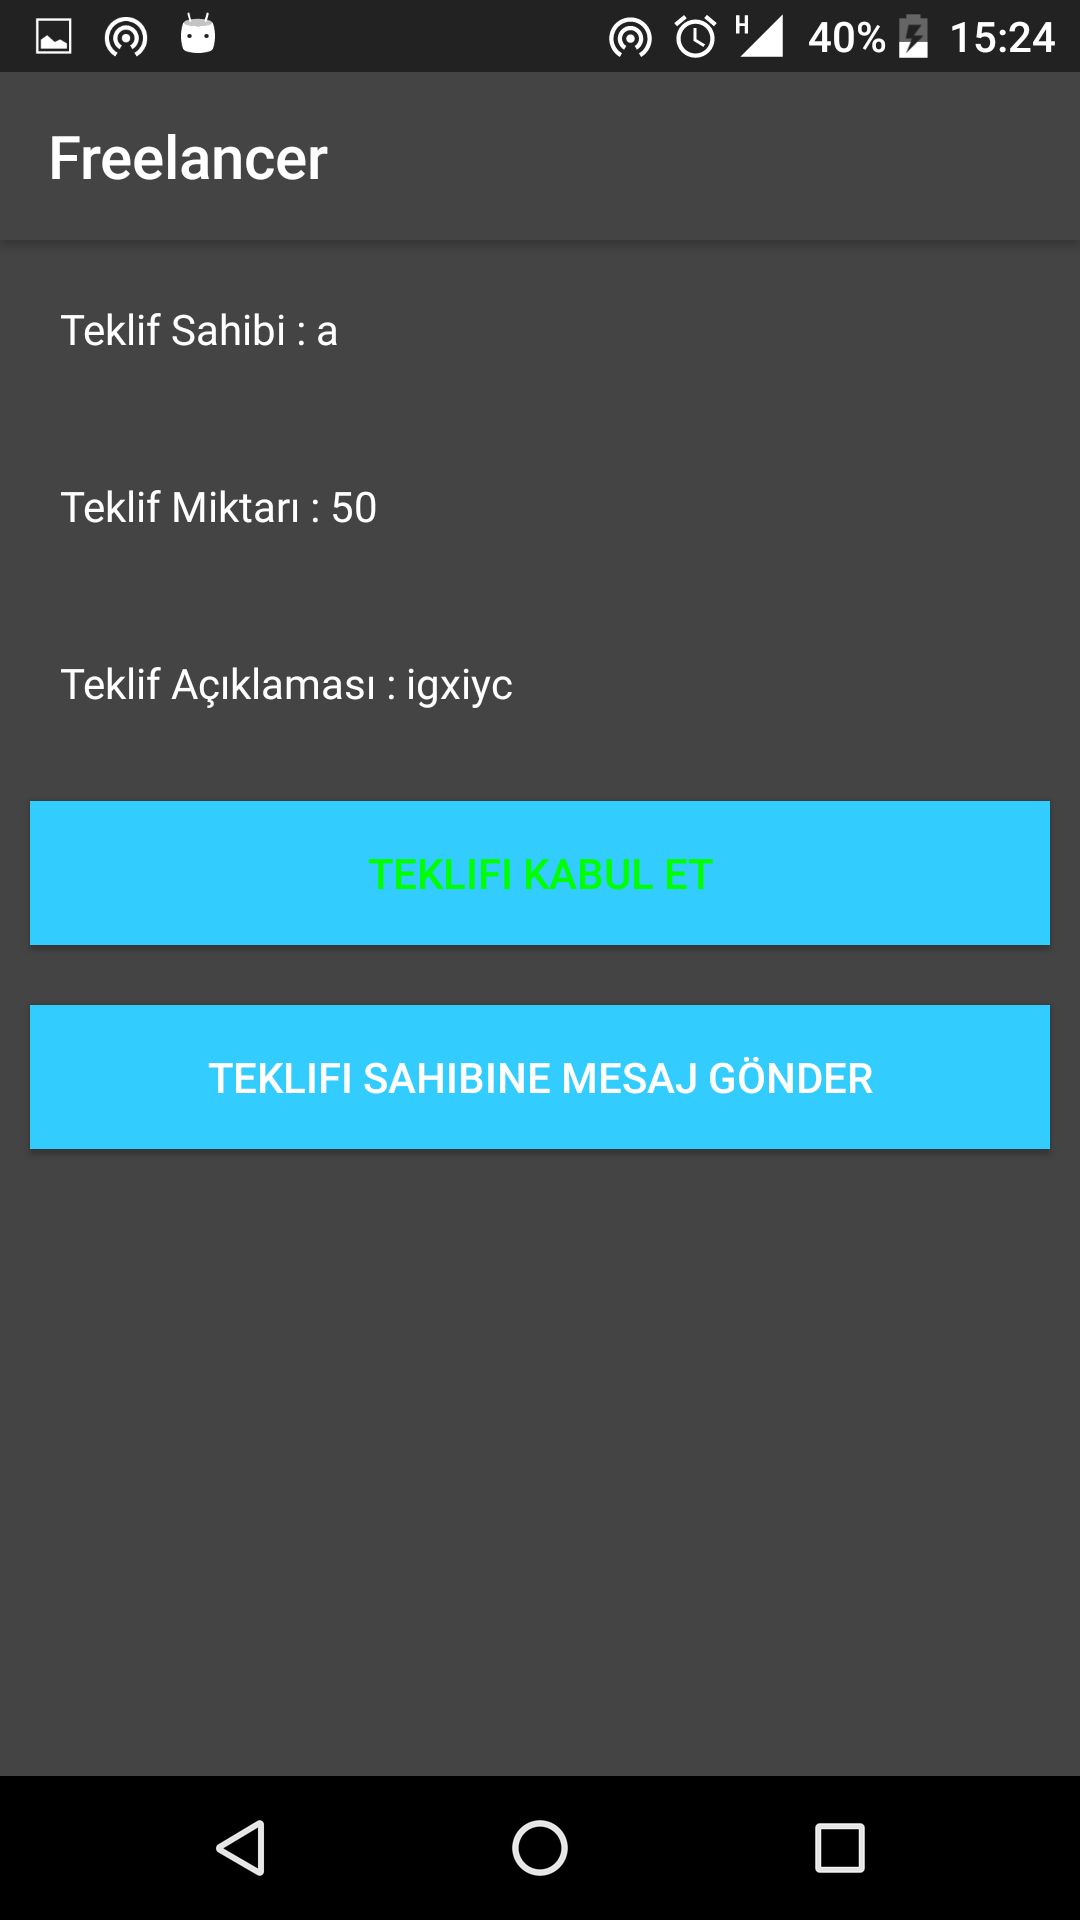 H 40% 15:24
Freelancer
Teklif Sahibi : a
Teklif Miktarı : 50
Teklif Açıklaması : igxiyc
TEKLIFI KABUL ET
TEKLIFI SAHIBINE MESAJ GÖNDER